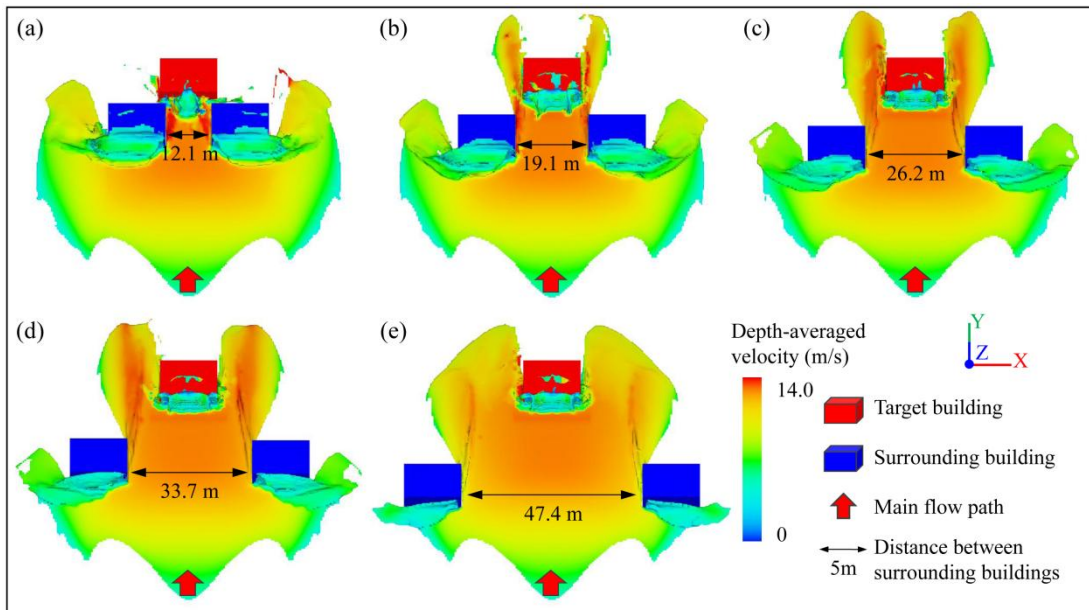 (a)
(b)
(c)
12.1 m
19.1 m
26.2 m
(d)
(e)
33.7 m
47.4 m
Depth-averaged
velocity (m/s)
14.0
0
Y
Z
X
Target building
Surrounding building
Main flow path
Distance between
5m
surrounding buildings